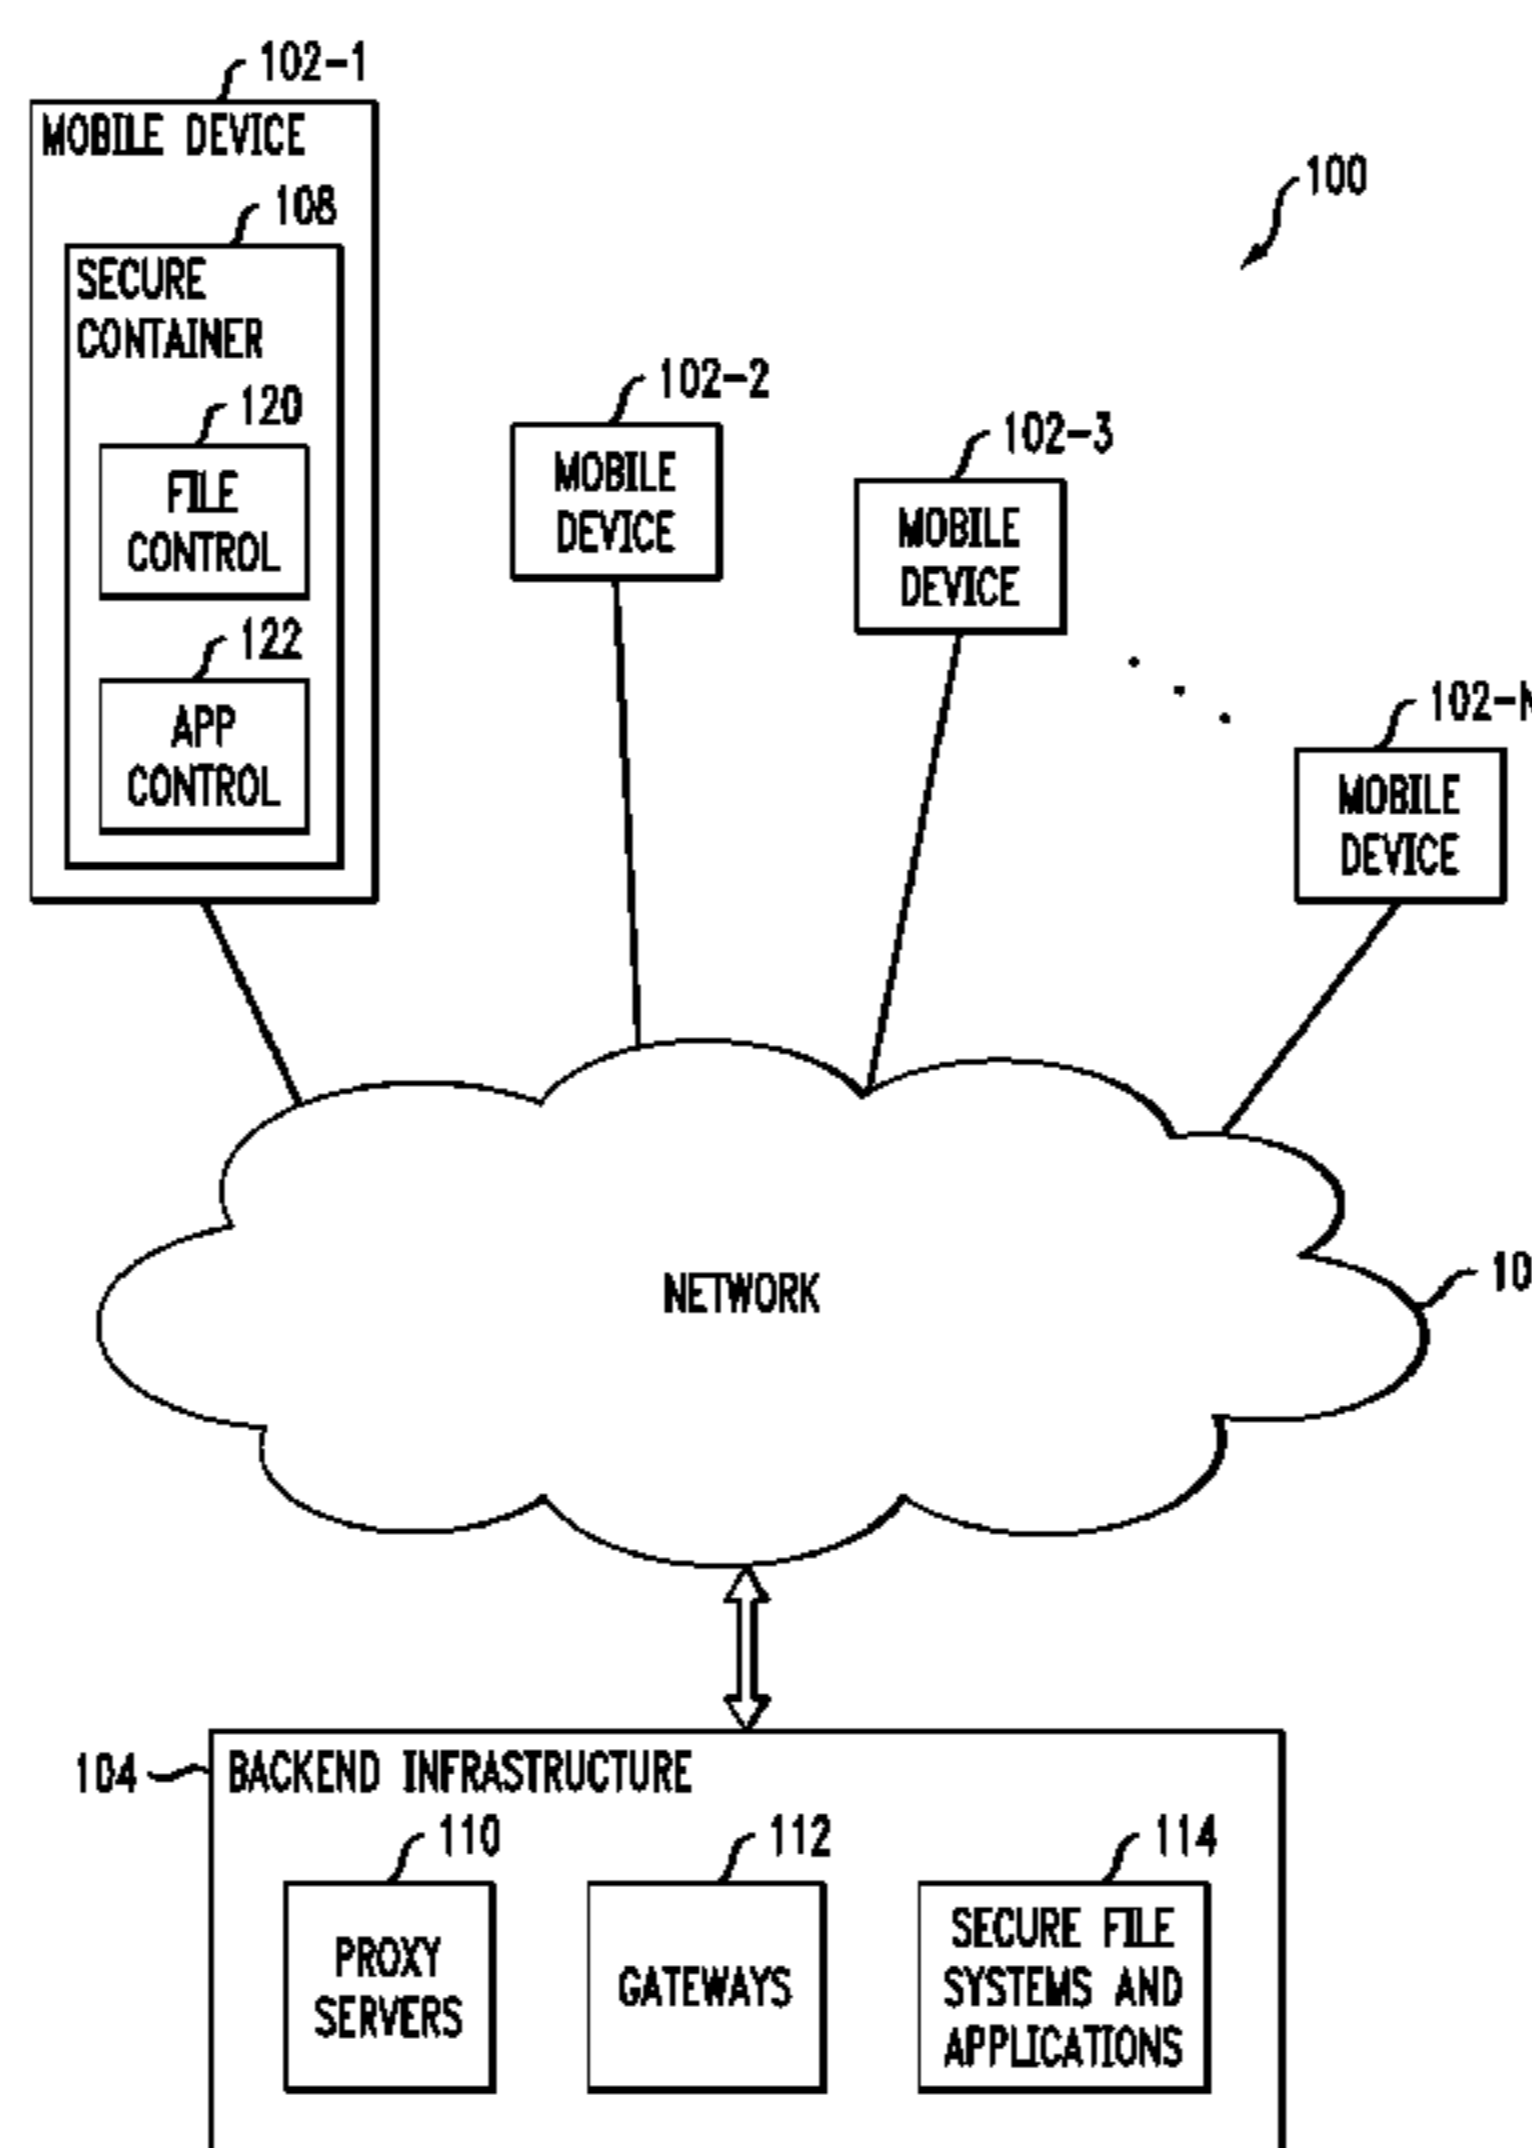 102-1
MOBILE DEVICE
100
108
SECURE
CONTAINER
102-2
120
102-3
FILE
CONTROL
MOBILE
DEVICE
MOBILE
DEVICE
122
102-
APP
CONTROL
MOBILE
DEVICE
NETWORK
10
104
BACKEND INFRASTRUCTURE
110
112
114
PROXY
SERVERS
GATEWAYS
SECURE FILE
SYSTEMS AND
APPLICATIONS